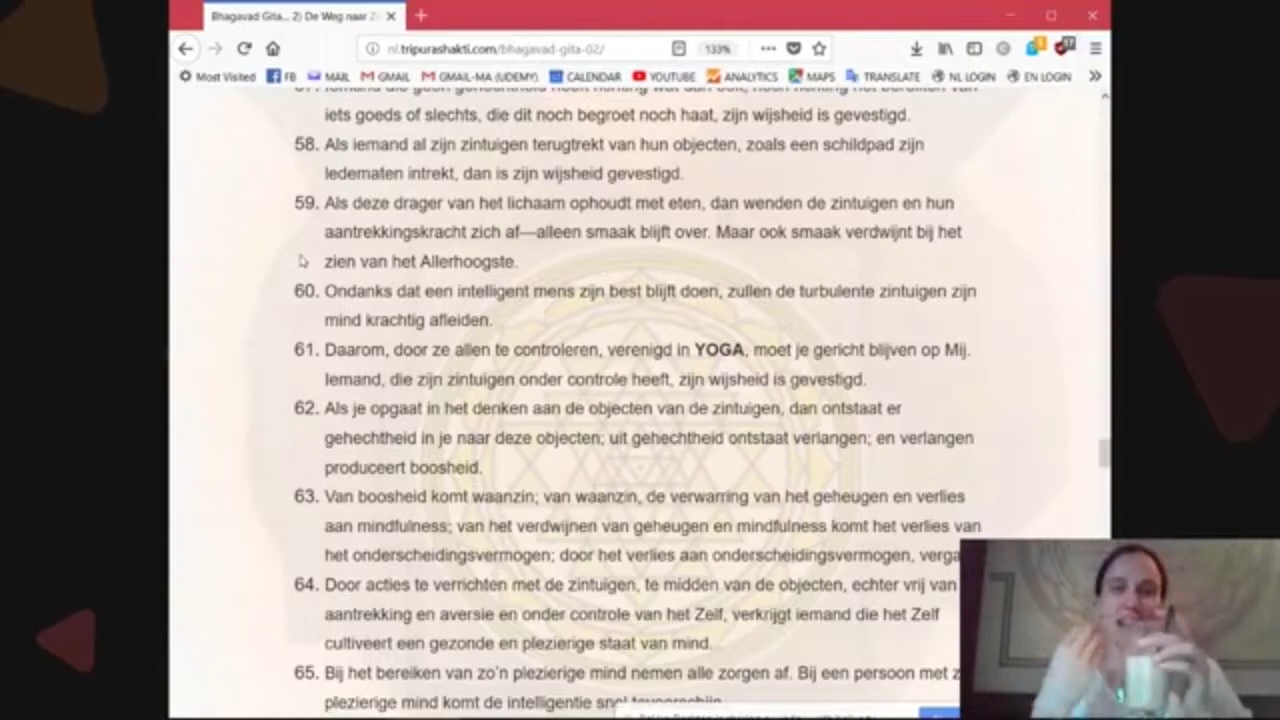 Bhagavad Gita... 2) De Weg naar
nl.tripurashakti.com/bhagavad-gita-02/
133%
Most Visited FB MAIL GMAIL GMAIL-MA (UDEMY) CALENDAR YOUTUBE ANALYTICS MAPS TRANSLATE NL LOGIN EN LOGIN
iets goeds of slechts, die dit noch begroet noch haat, zijn wijsheid is gevestigd.
58. Als iemand al zijn zintuigen terugtrekt van hun objecten, zoals een schildpad zijn
ledematen intrekt, dan is zijn wijsheid gevestigd.
59. Als deze drager van het lichaam ophoudt met eten, dan wenden de zintuigen en hun
aantrekkingskracht zich af—alleen smaak blijft over. Maar ook smaak verdwijnt bij het
zien van het Allerhoogste.
60. Ondanks dat een intelligent mens zijn best blijft doen, zullen de turbulente zintuigen zijn
mind krachtig afleiden.
61. Daarom, door ze allen te controleren, verenigd in YOGA, moet je gericht blijven op Mij.
Iemand, die zijn zintuigen onder controle heeft, zijn wijsheid is gevestigd.
62. Als je opgaat in het denken aan de objecten van de zintuigen, dan ontstaat er
gehechtheid in je naar deze objecten; uit gehechtheid ontstaat verlangen; en verlangen
produceert boosheid.
63. Van boosheid komt waanzin; van waanzin, de verwarring van het geheugen en verlies
aan mindfulness; van het verdwijnen van geheugen en mindfulness komt het verlies van
het onderscheidingsvermogen; door het verlies aan onderscheidingsvermogen, verga
64. Door acties te verrichten met de zintuigen, te midden van de objecten, echter vrij van
aantrekking en aversie en onder controle van het Zelf, verkrijgt iemand die het Zelf
cultiveert een gezonde en plezierige staat van mind.
65. Bij het bereiken van zo'n plezierige mind nemen alle zorgen af. Bij een persoon met z
plezierige mind komt de intelligentie